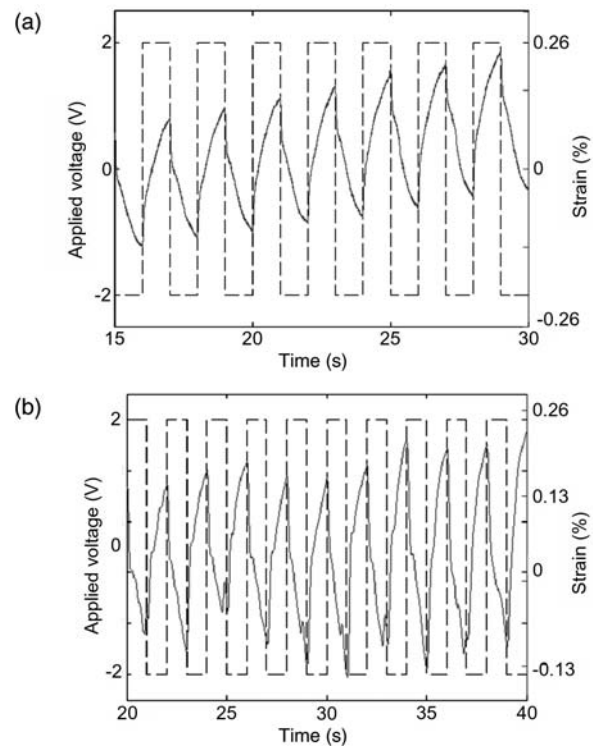 (a)
Applied voltage (V)
2
0
-2
0.26
0
-0.26
Strain (%)
15
20
25
30
Time (s)
(b)
Applied voltage (V)
2
0
-2
0.26
0.13
0
-0.13
Strain (%)
20
25
30
35
40
Time (s)